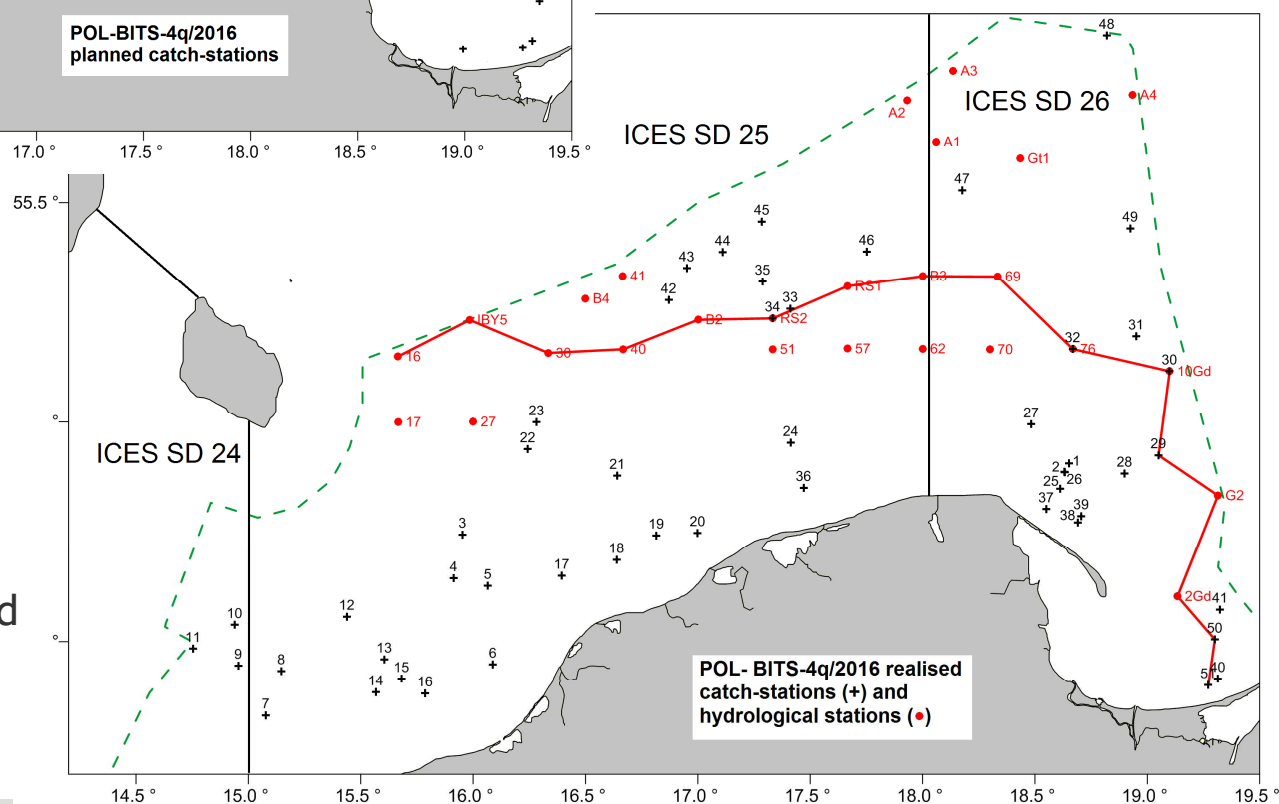 POL-BITS-4q/2016
planned catch-stations
17.0 ° 17.5 ° 18.0 ° 18.5 ° 19.0 ° 19.5 °
48
A3
A4
A2
ICES SD 26
ICES SD 25
A1
Gt1
47
55.5 °
45
49
44
46
43
41
35
B3
69
42
B4
RS1
33
34
IBY5
B2
RS2
31
32
16
30
40
51
57
62
70
76
30
10Gd
23
17
27
27
°
24
22
29
ICES SD 24
1
2
28
21
36
25
26
G2
37
39
38
3
19
20
18
4
5
17
2Gd
41
12
10
50
11
°
d
13
6
9
8
15
14
16
51
40
7
POL- BITS-4q/2016 realised
catch-stations (+) and
hydrological stations (●)
14.5 ° 15.0 ° 15.5 ° 16.0 ° 16.5 ° 17.0 ° 17.5 ° 18.0 ° 18.5 ° 19.0 ° 19.5 °